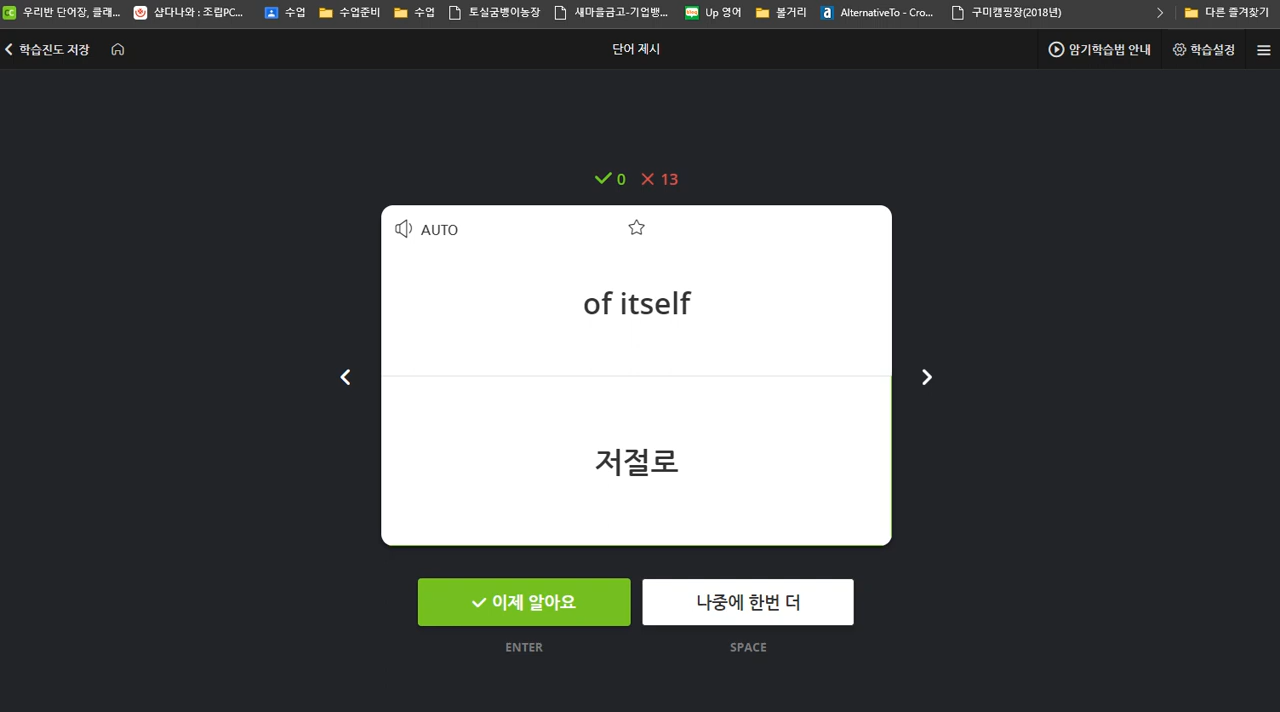 우리반 단어장, 클래... 샵다나와 : 조립PC... 수업 수업준비 수업 토실굼벵이농장 새마을금고-기업뱅... Up 영어 볼거리 AlternativeTo - Cro... 구미캠핑장(2018년) 다른 즐겨찾기
학습진도 저장 단어 제시 암기학습법 안내 학습설정
0 13
AUTO
of itself
저절로
이제 알아요 나중에 한번 더
ENTER SPACE